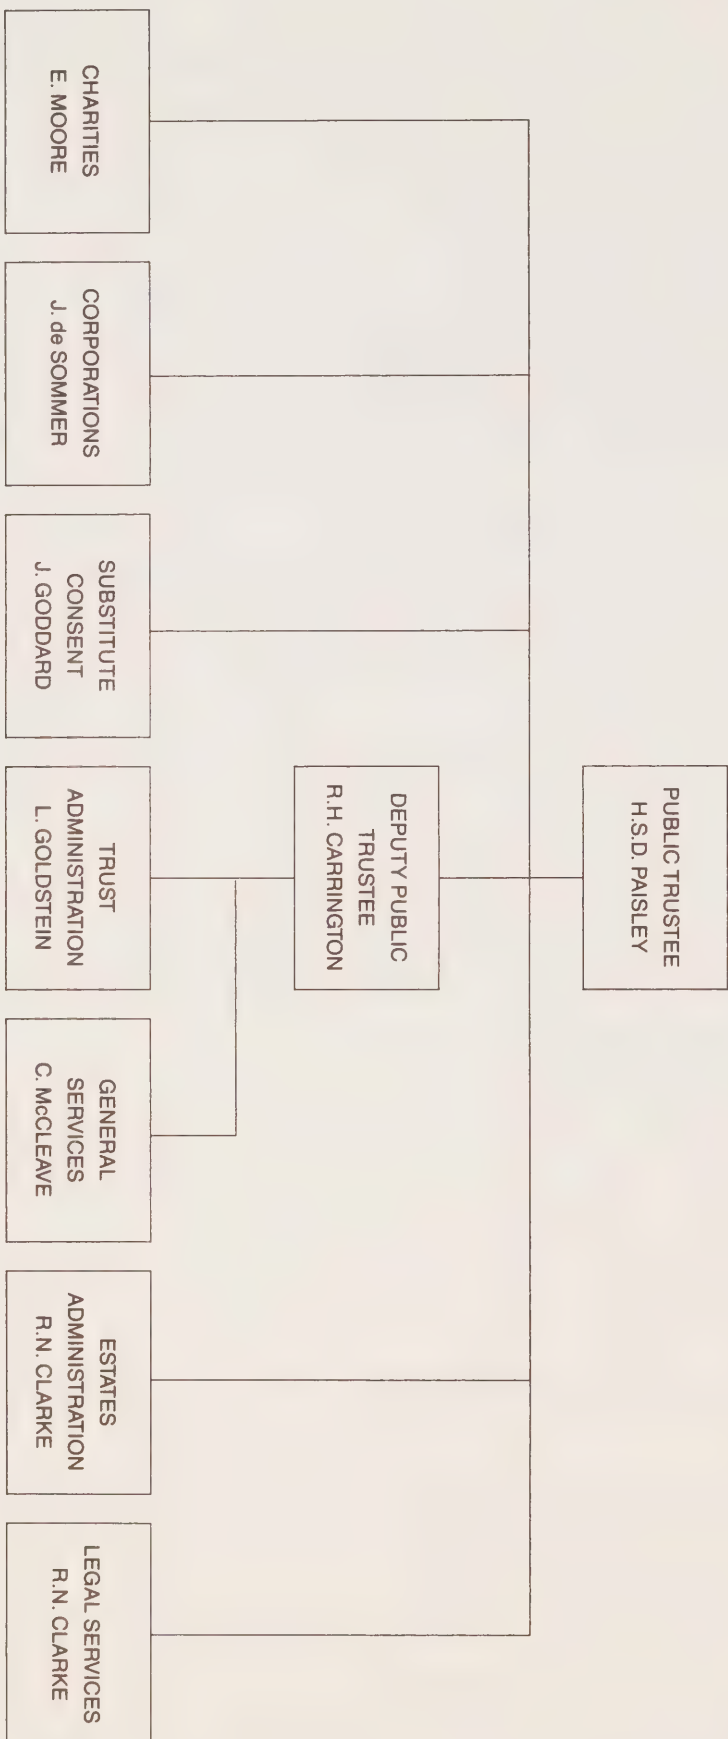 PUBLIC TRUSTEE
H.S.D. PAISLEY
DEPUTY PUBLIC
TRUSTEE
R.H. CARRINGTON
CHARITIES
E. MOORE
CORPORATIONS
J. de SOMMER
SUBSTITUTE
CONSENT
J. GODDARD
TRUST
ADMINISTRATION
L. GOLDSTEIN
GENERAL
SERVICES
C. McCLEAVE
ESTATES
ADMINISTRATION
R.N. CLARKE
LEGAL SERVICES
R.N. CLARKE